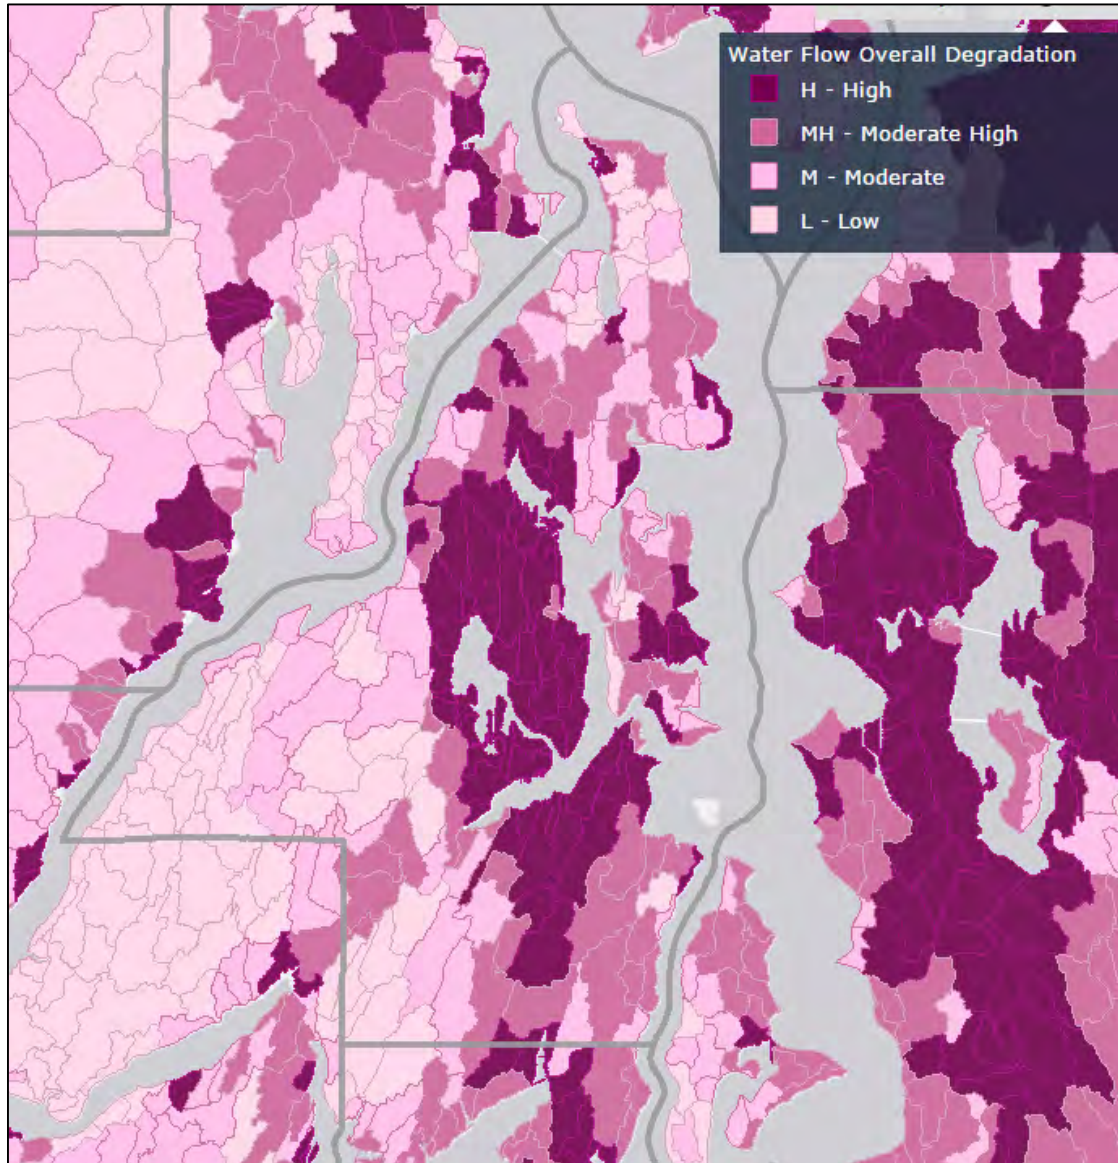 Water Flow Overall Degradation
H - High
MH - Moderate High
M - Moderate
L - Low